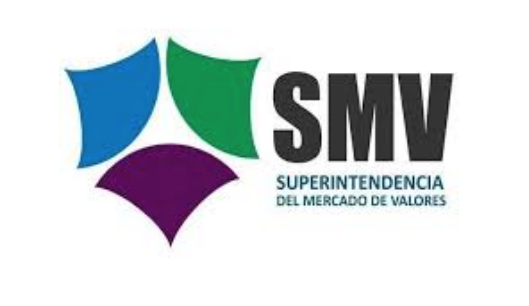 SMV
SUPERINTENDENCIA
DEL MERCADO DE VALORES